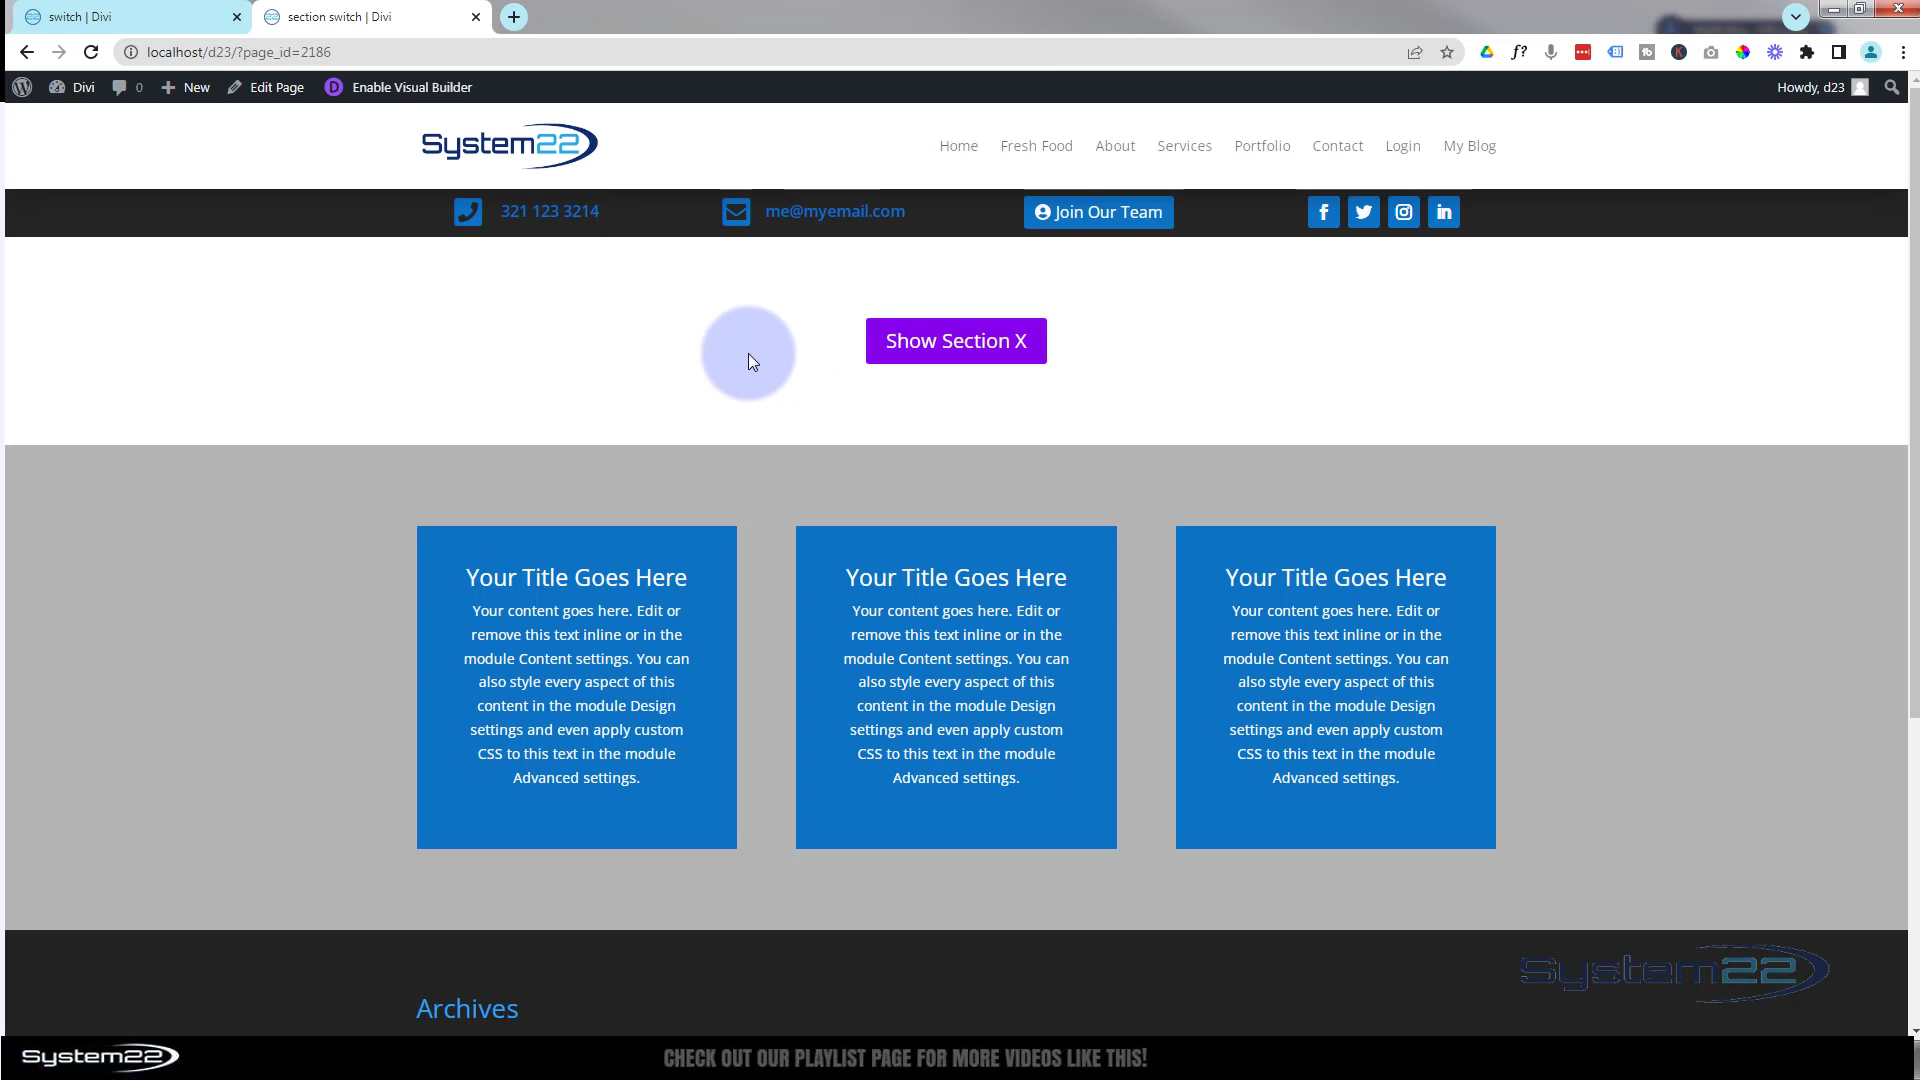 switch | Divi
section switch | Divi
localhost/d23/?page_id=2186
Divi
0
New
Edit Page
D
Enable Visual Builder
Howdy, d23
System22
Home
Fresh Food
About
Services
Portfolio
Contact
Login
My Blog
321 123 3214
me@myemail.com
Join Our Team
Show Section X
Your Title Goes Here
Your content goes here. Edit or
remove this text inline or in the
module Content settings. You can
also style every aspect of this
content in the module Design
settings and even apply custom
CSS to this text in the module
Advanced settings.
Your Title Goes Here
Your content goes here. Edit or
remove this text inline or in the
module Content settings. You can
also style every aspect of this
content in the module Design
settings and even apply custom
CSS to this text in the module
Advanced settings.
Your Title Goes Here
Your content goes here. Edit or
remove this text inline or in the
module Content settings. You can
also style every aspect of this
content in the module Design
settings and even apply custom
CSS to this text in the module
Advanced settings.
System22
Archives
System22
CHECK OUT OUR PLAYLIST PAGE FOR MORE VIDEOS LIKE THIS!